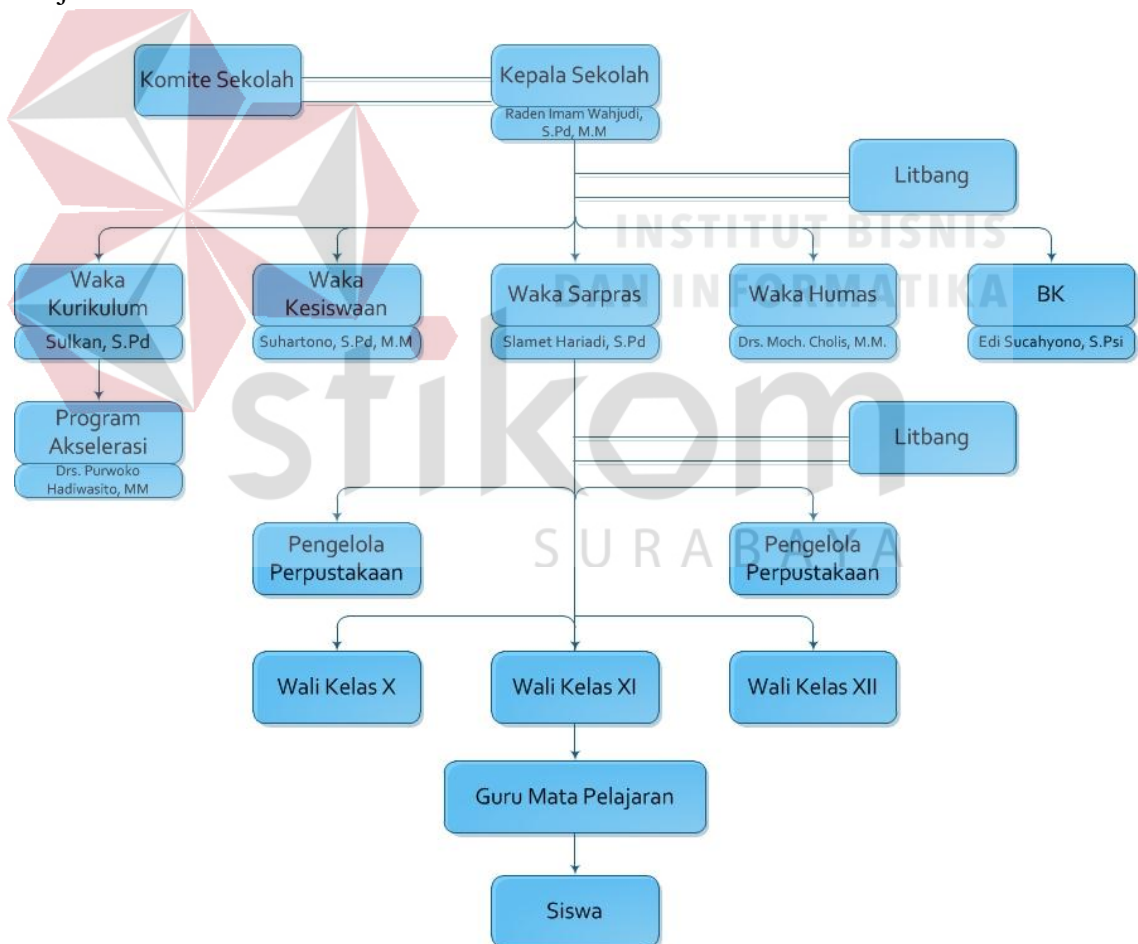 Komite Sekolah
Kepala Sekolah
Raden Imam Wahjudi,
S.Pd, M.M
Litbang
INSTITUT BISNIS
DAN INFORMATIKA
Waka
Kurikulum
Sulkan, S.Pd
Waka
Kesiswaan
Suhartono, S.Pd, M.M
Waka Sarpras
Slamet Hariadi, S.Pd
Waka Humas
Drs. Moch. Cholis, M.M.
BK
Edi Sucahyono, S.Psi
stikom
SURABAYA
Program
Akselerasi
Drs. Purwoko
Hadiwasito, MM
Litbang
Pengelola
Perpustakaan
Pengelola
Perpustakaan
Wali Kelas X
Wali Kelas XI
Wali Kelas XII
Guru Mata Pelajaran
Siswa